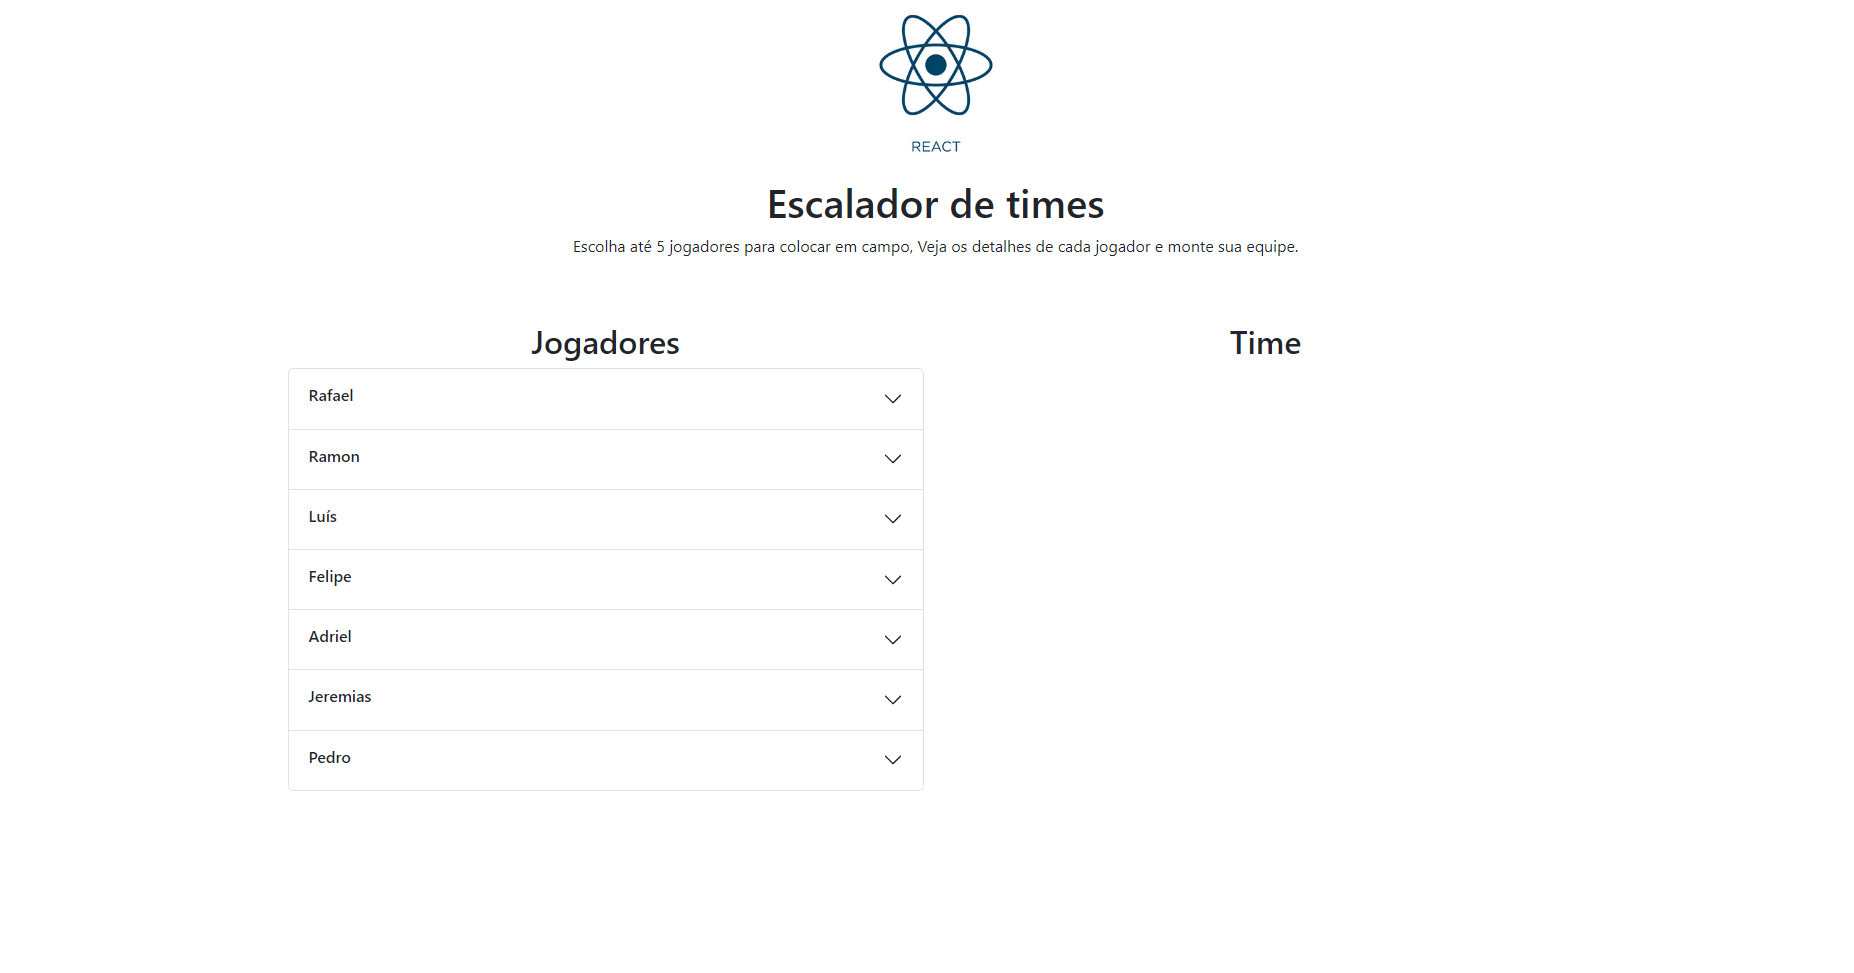 REACT
Escalador de times
Escolha até 5 jogadores para colocar em campo, Veja os detalhes de cada jogador e monte sua equipe.
Jogadores
Rafael
Ramon
Luís
Felipe
Adriel
Jeremias
Pedro
Time